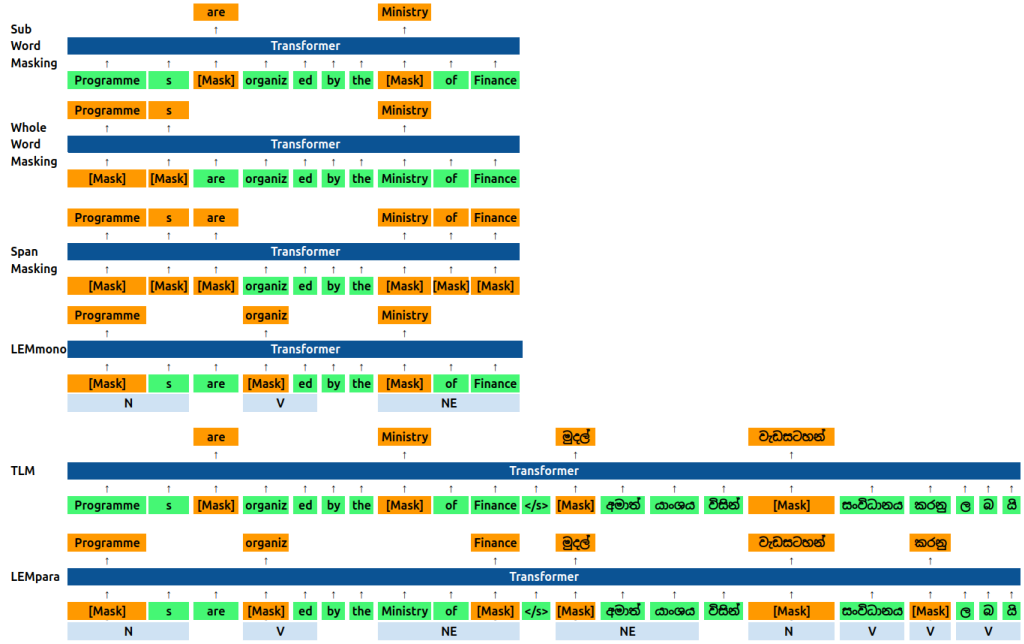 are Ministry
Sub
Word Transformer
Masking ↑ ↑ ↑ ↑ ↑ ↑ ↑ ↑ ↑ ↑
Programme s [Mask] organiz ed by the [Mask] of Finance
Programme s Ministry
Whole
Word Transformer
Masking
[Mask] [Mask] are organiz ed by the Ministry of Finance
Programme s are Ministry of Finance
Span Transformer
Masking
[Mask] [Mask] [Mask] organiz ed by the [Mask] [Mask] [Mask]
Programme organiz Ministry
LEMmono Transformer
[Mask] s are [Mask] ed by the [Mask] of Finance
N V NE
are Ministry මුදල් වැඩසටහන්
TLM Transformer
Programme s [Mask] organiz ed by the [Mask] of Finance </s> [Mask] අමාත් යාංශය විසින් [Mask] සංවිධානය කරනු ල බ යි
Programme organiz Finance මුදල් වැඩසටහන් කරනු
LEMpara Transformer
[Mask] s are [Mask] ed by the Ministry of [Mask] </s> [Mask] අමාත් යාංශය විසින් [Mask] සංවිධානය [Mask] ල බ යි
N V NE NE N V V V